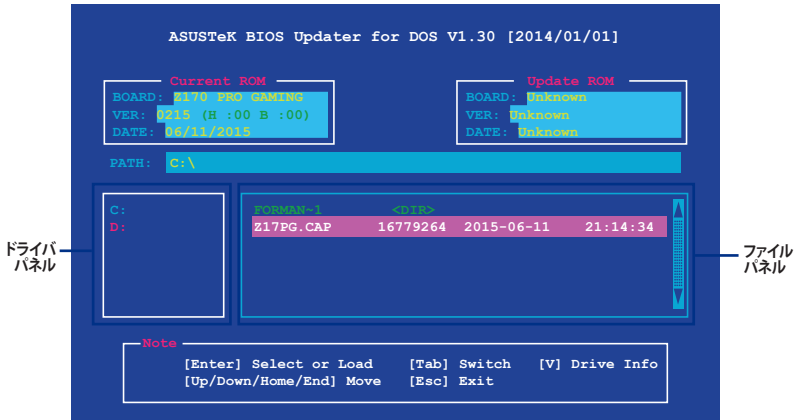 ASUSTeK BIOS Updater for DOS V1.30 [2014/01/01]
Current ROM
BOARD: Z170 PRO GAMING
VER: 0215 (H :00 B :00)
DATE: 06/11/2015
Update ROM
BOARD: Unknown
VER: Unknown
DATE: Unknown
PATH: C:\
C:
D:
FORMAN~1 <DIR>
Z17PG.CAP 16779264 2015-06-11 21:14:34
ドライバ
パネル
ファイル
パネル
Note
[Enter] Select or Load [Tab] Switch [V] Drive Info
[Up/Down/Home/End] Move [Esc] Exit